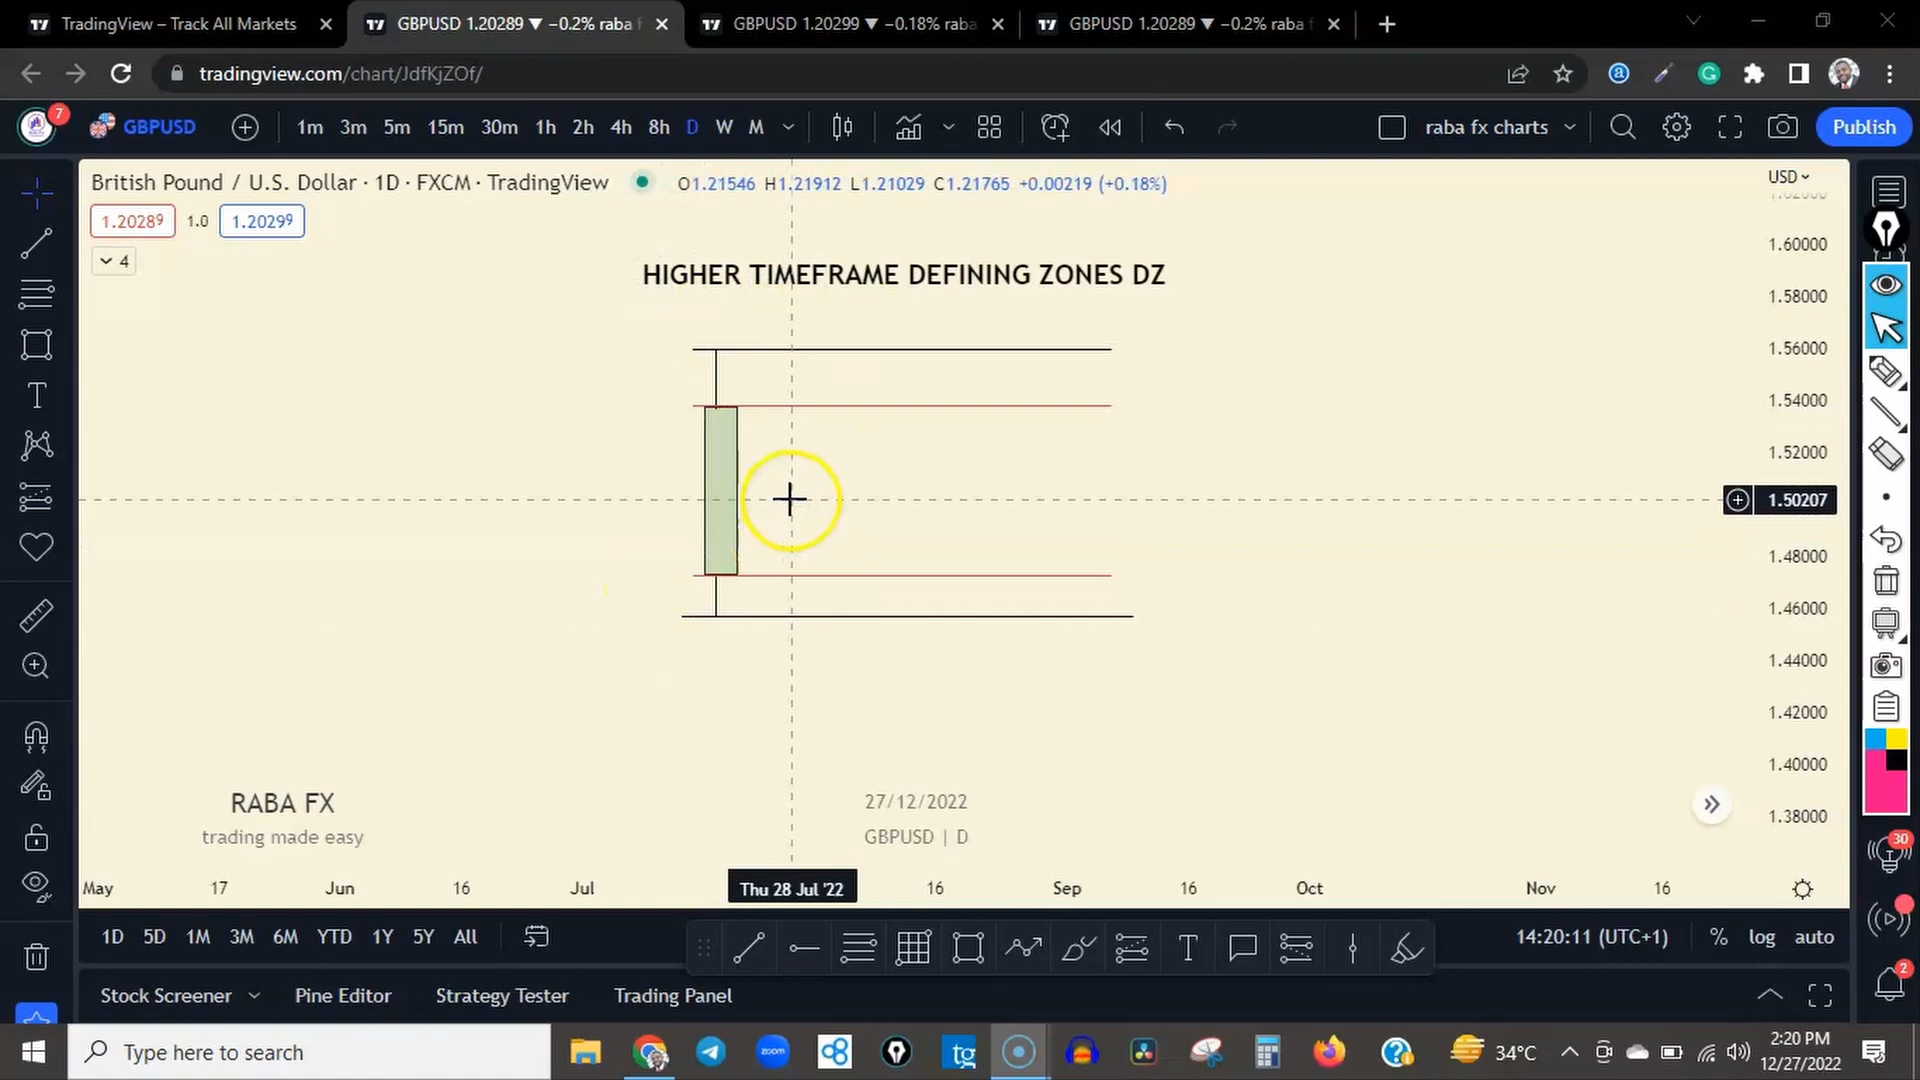 TradingView – Track All Markets
GBPUSD 1.20289 ▼ −0.2% raba f
GBPUSD 1.20299 ▼ −0.18% raba
GBPUSD 1.20289 ▼ −0.2% raba f
tradingview.com/chart/JdfKjZOf/
7
GBPUSD
1m 3m 5m 15m 30m 1h 2h 4h 8h D W M
raba fx charts
Publish
British Pound / U.S. Dollar · 1D · FXCM · TradingView
O1.21546 H1.21912 L1.21029 C1.21765 +0.00219 (+0.18%)
USD
1.20289 1.0 1.20299
4
HIGHER TIMEFRAME DEFINING ZONES DZ
1.60000
1.58000
1.56000
1.54000
1.52000
1.50207
1.48000
1.46000
1.44000
1.42000
1.40000
1.38000
RABA FX
trading made easy
27/12/2022
GBPUSD | D
May 17 Jun 16 Jul Thu 28 Jul '22 16 Sep 16 Oct Nov 16
30
1D 5D 1M 3M 6M YTD 1Y 5Y All
14:20:11 (UTC+1) % log auto
2
Stock Screener Pine Editor Strategy Tester Trading Panel
Type here to search
zoom
tg
34°C
2:20 PM
12/27/2022